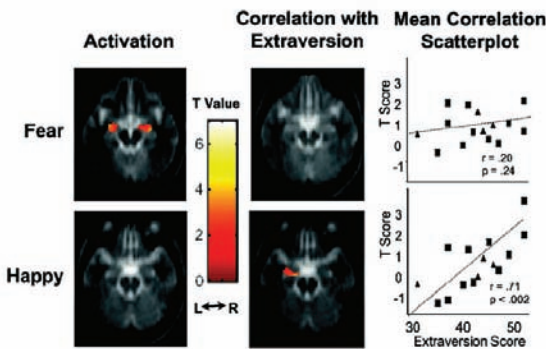 Activation
Correlation with
Extraversion
Mean Correlation
Scatterplot
Fear
Happy
T Value
6
4
2
0
L↔R
T Score
3
2
1
0
-1
r = .20
p = .24
T Score
3
2
1
0
-1
r = .71
p < .002
30
40
50
Extraversion Score